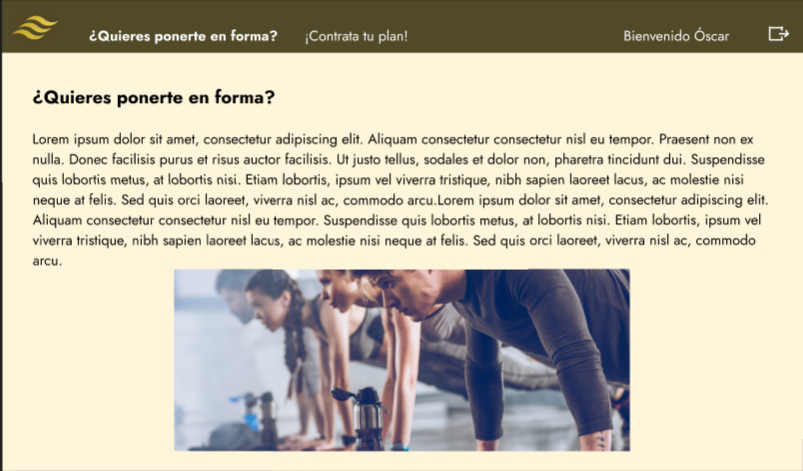 ¿Quieres ponerte en forma? ¡Contrata tu plan! Bienvenido Óscar
¿Quieres ponerte en forma?
Lorem ipsum dolor sit amet, consectetur adipiscing elit. Aliquam consectetur consectetur nisl eu tempor. Praesent non ex
nulla. Donec facilisis purus et risus auctor facilisis. Ut justo tellus, sodales et dolor non, pharetra tincidunt dui. Suspendisse
quis lobortis metus, at lobortis nisi. Etiam lobortis, ipsum vel viverra tristique, nibh sapien laoreet lacus, ac molestie nisi
neque at felis. Sed quis orci laoreet, viverra nisl ac, commodo arcu.Lorem ipsum dolor sit amet, consectetur adipiscing elit.
Aliquam consectetur consectetur nisl eu tempor. Suspendisse quis lobortis metus, at lobortis nisi. Etiam lobortis, ipsum vel
viverra tristique, nibh sapien laoreet lacus, ac molestie nisi neque at felis. Sed quis orci laoreet, viverra nisl ac, commodo
arcu.